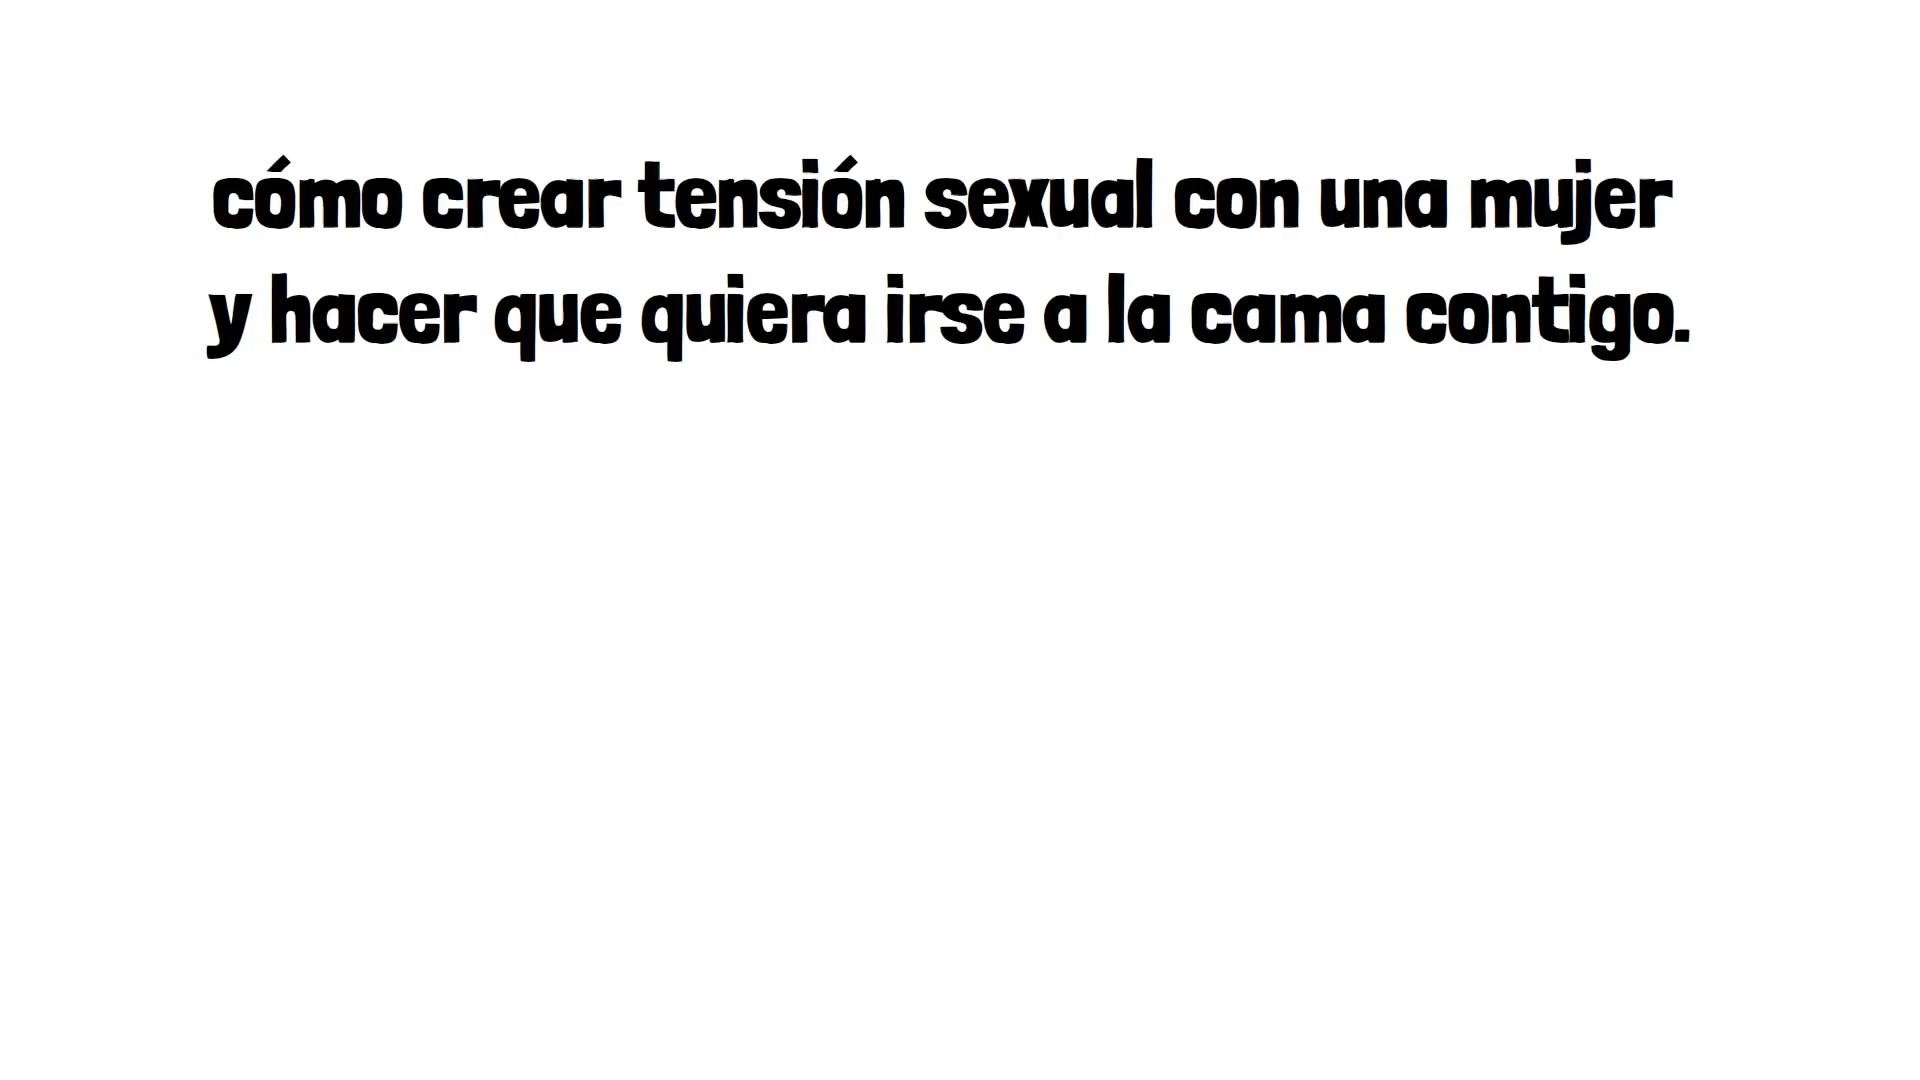 cómo crear tensión sexual con una mujer
y hacer que quiera irse a la cama contigo.